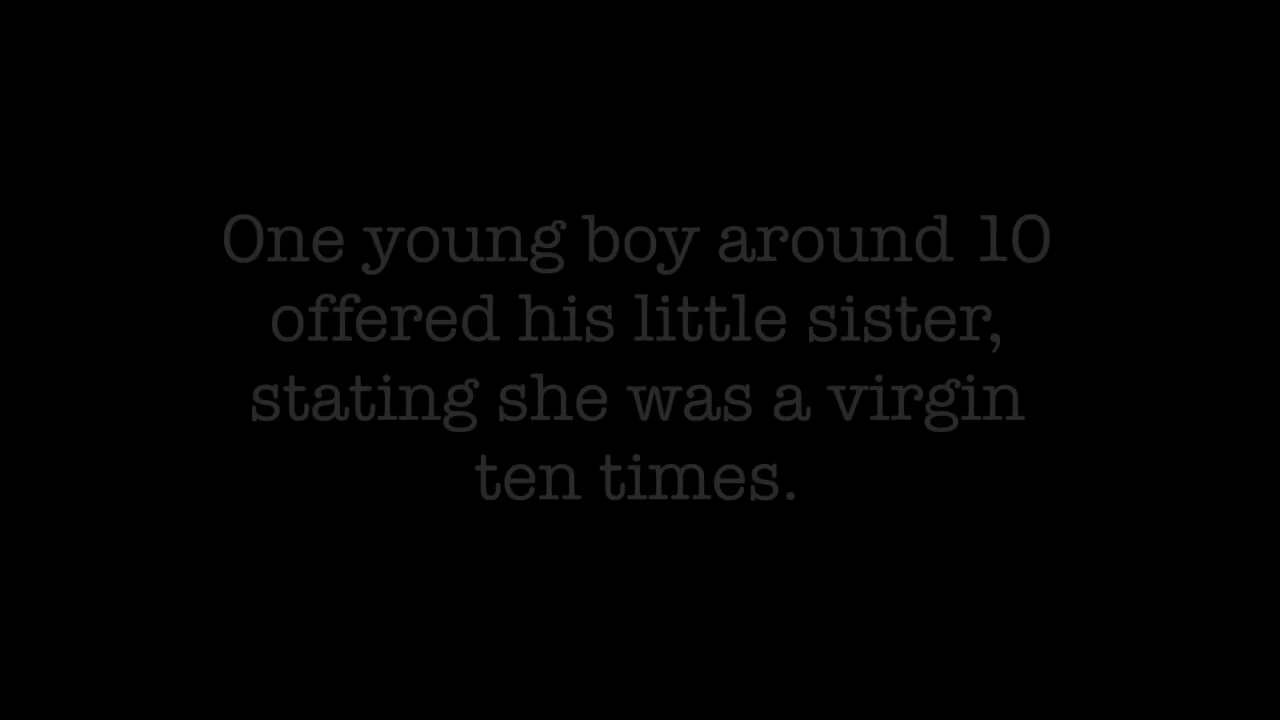 One young boy around 10
offered his little sister,
stating she was a virgin
ten times.